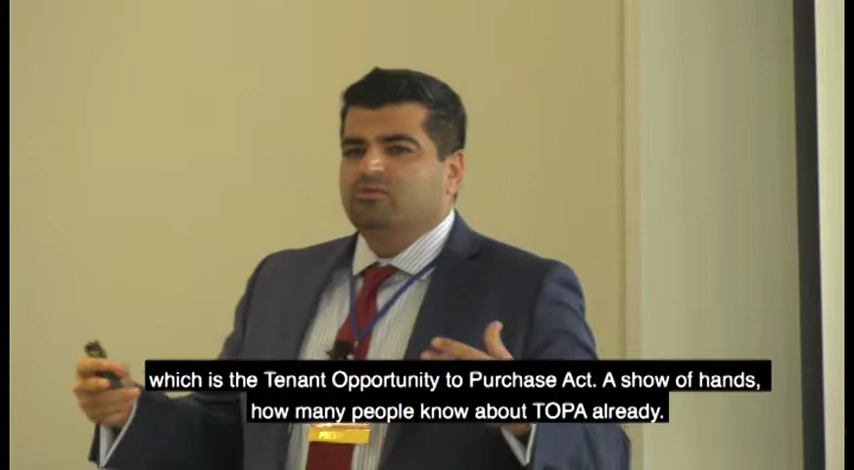 which is the Tenant Opportunity to Purchase Act. A show of hands,
how many people know about TOPA already.